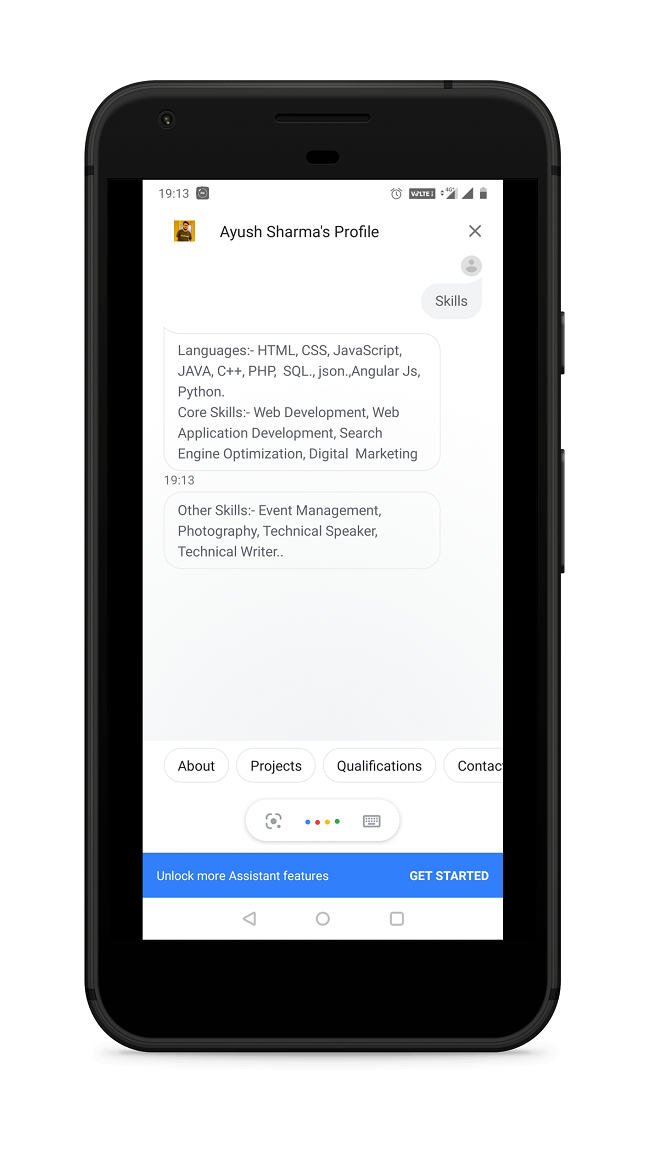 19:13
VoLTE 4G+
Ayush Sharma's Profile
Skills
Languages:- HTML, CSS, JavaScript,
JAVA, C++, PHP,  SQL., json.,Angular Js,
Python.
Core Skills:- Web Development, Web
Application Development, Search
Engine Optimization, Digital  Marketing
19:13
Other Skills:- Event Management,
Photography, Technical Speaker,
Technical Writer..
About Projects Qualifications Contac
Unlock more Assistant features GET STARTED